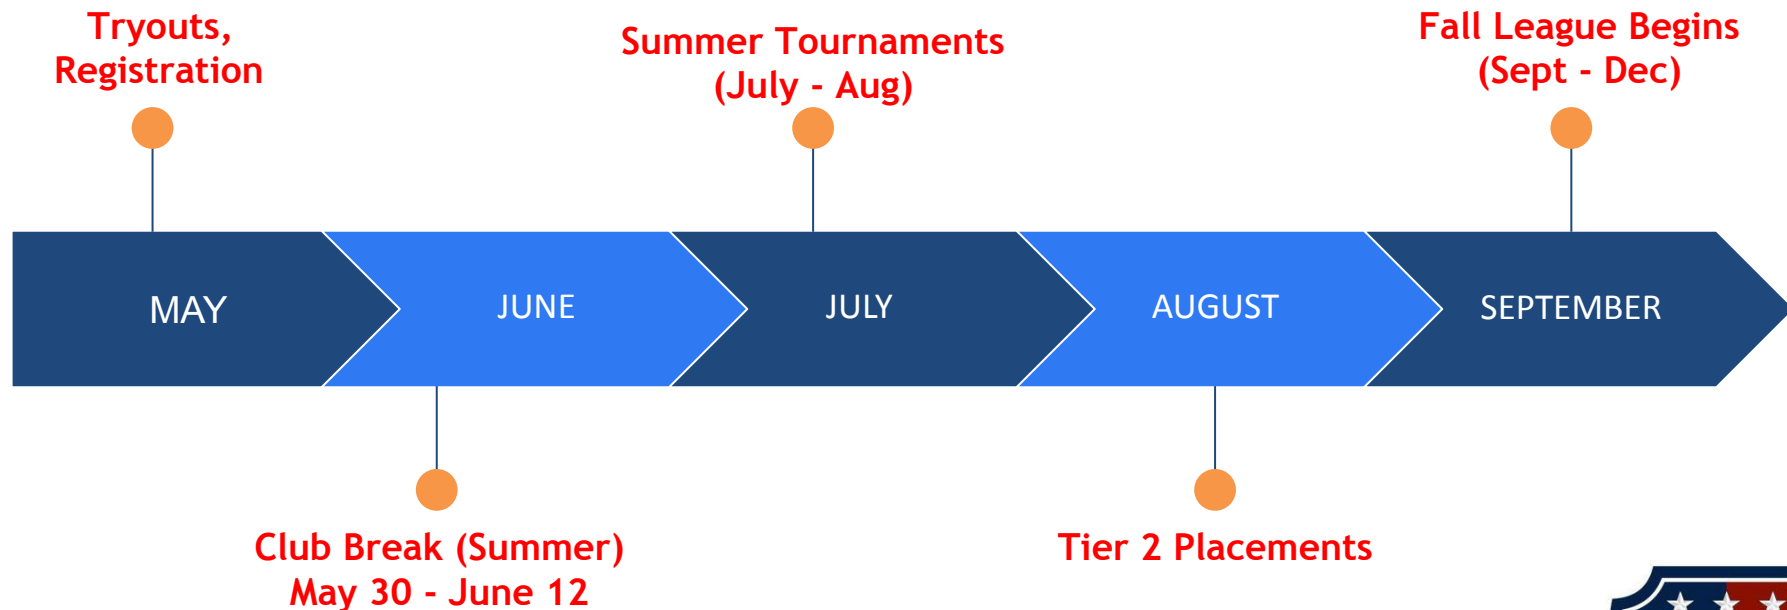 Tryouts,
Registration
Summer Tournaments
(July - Aug)
Fall League Begins
(Sept - Dec)
MAY
JUNE
JULY
AUGUST
SEPTEMBER
Club Break (Summer)
May 30 - June 12
Tier 2 Placements